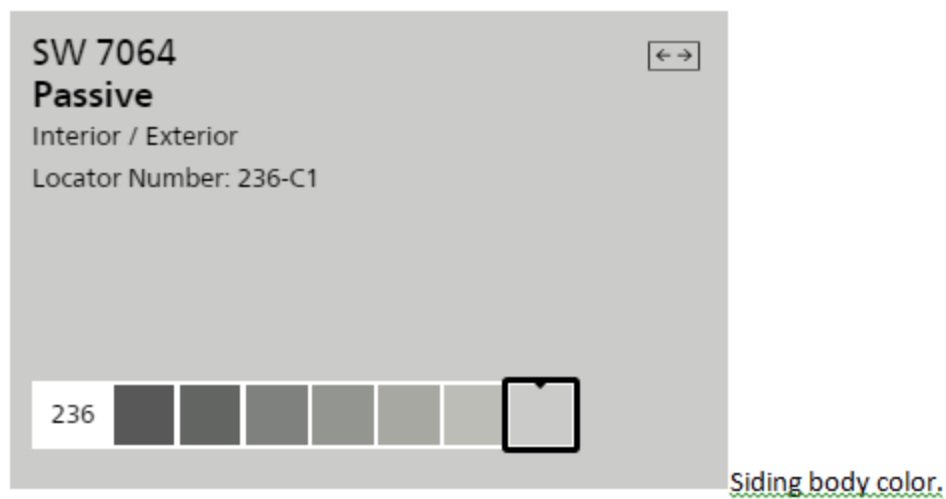 SW 7064
Passive
Interior / Exterior
Locator Number: 236-C1
236
Siding body color.